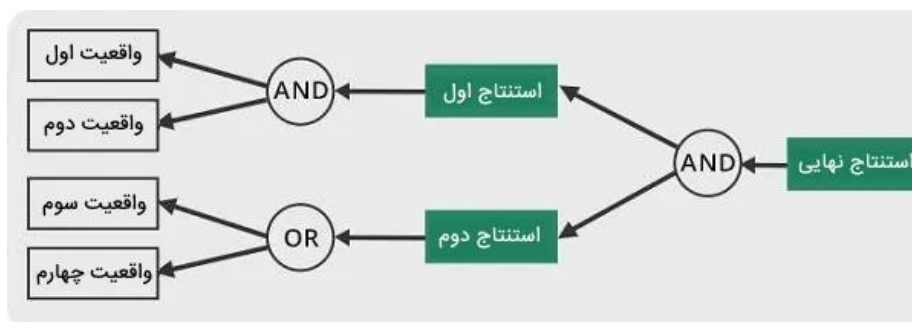 واقعیت اول
واقعیت دوم
واقعیت سوم
واقعیت چهارم
AND
OR
استنتاج اول
استنتاج دوم
AND
استنتاج نهایی